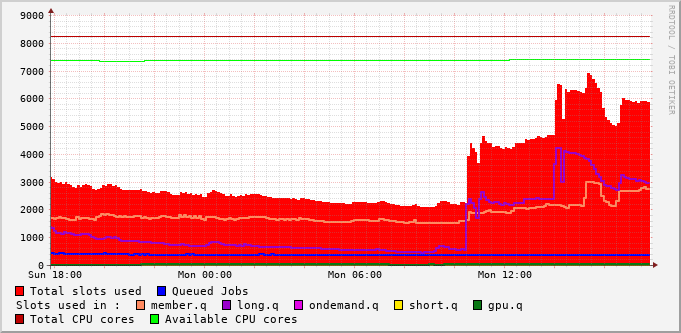 9000
8000
7000
6000
5000
4000
3000
2000
1000
0
Sun 18:00 Mon 00:00 Mon 06:00 Mon 12:00
RRDTOOL / TOBI OETIKER
Total slots used Queued Jobs
Slots used in : member.q long.q ondemand.q short.q gpu.q
Total CPU cores Available CPU cores